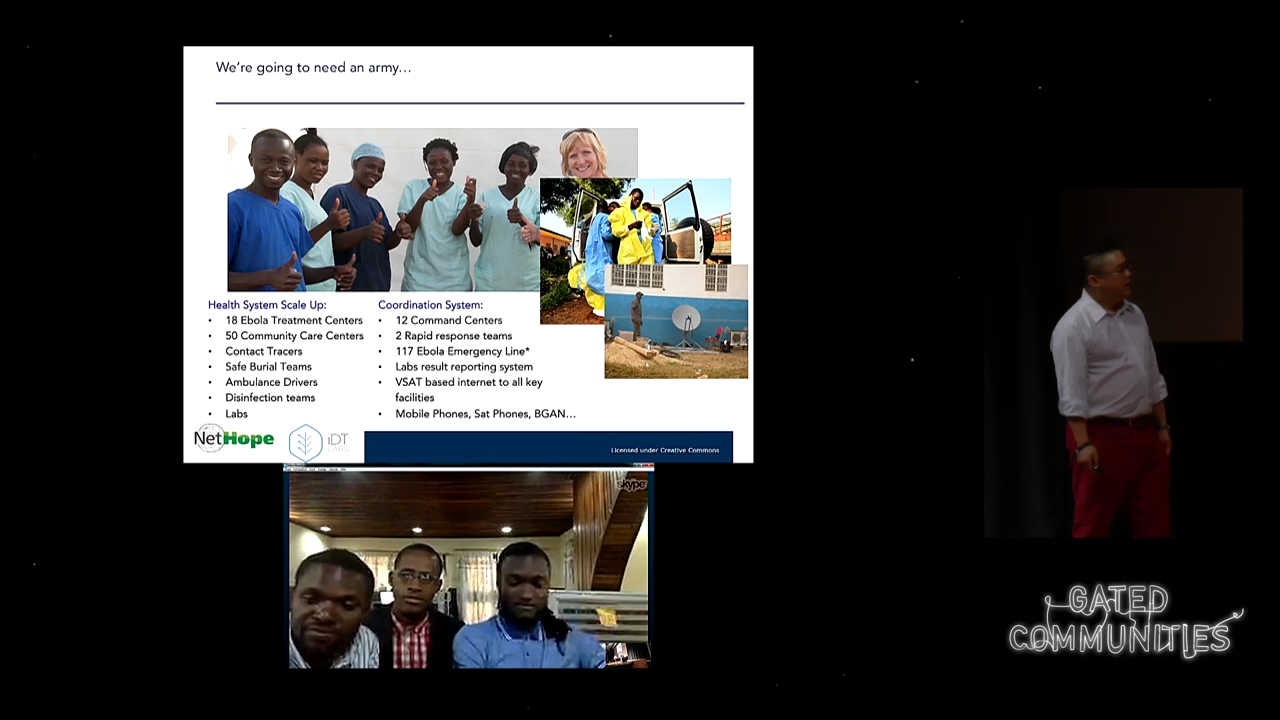 We're going to need an army...
Health System Scale Up:
• 18 Ebola Treatment Centers
• 50 Community Care Centers
• Contact Tracers
• Safe Burial Teams
• Ambulance Drivers
• Disinfection teams
• Labs
Coordination System:
• 12 Command Centers
• 2 Rapid response teams
• 117 Ebola Emergency Line*
• Labs result reporting system
• VSAT based internet to all key
facilities
• Mobile Phones, Sat Phones, BGAN...
NetHope
iDT
LABS
Licensed under Creative Commons
skype
GATED
COMMUNITIES